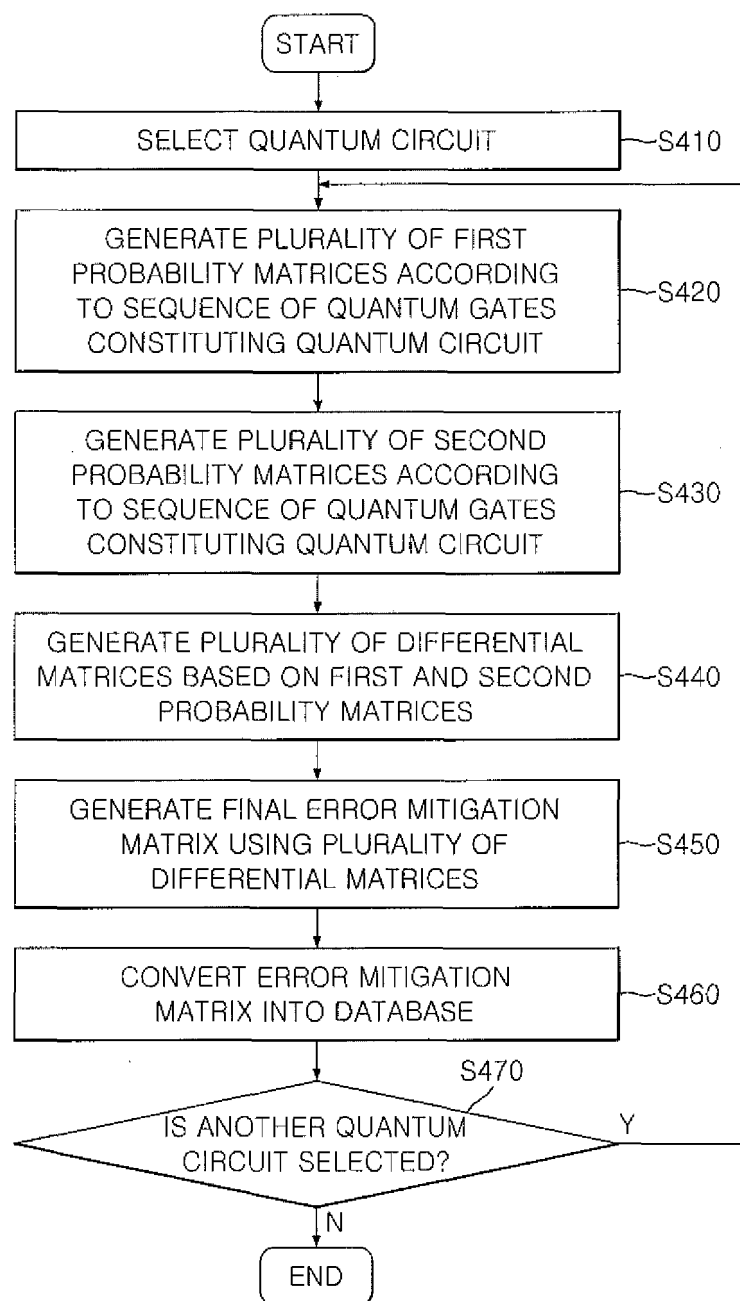 START
SELECT QUANTUM CIRCUIT
S410
GENERATE PLURALITY OF FIRST
PROBABILITY MATRICES ACCORDING
TO SEQUENCE OF QUANTUM GATES
CONSTITUTING QUANTUM CIRCUIT
S420
GENERATE PLURALITY OF SECOND
PROBABILITY MATRICES ACCORDING
TO SEQUENCE OF QUANTUM GATES
CONSTITUTING QUANTUM CIRCUIT
S430
GENERATE PLURALITY OF DIFFERENTIAL
MATRICES BASED ON FIRST AND SECOND
PROBABILITY MATRICES
S440
GENERATE FINAL ERROR MITIGATION
MATRIX USING PLURALITY OF
DIFFERENTIAL MATRICES
S450
CONVERT ERROR MITIGATION
MATRIX INTO DATABASE
S460
S470
IS ANOTHER QUANTUM
CIRCUIT SELECTED?
Y
N
END